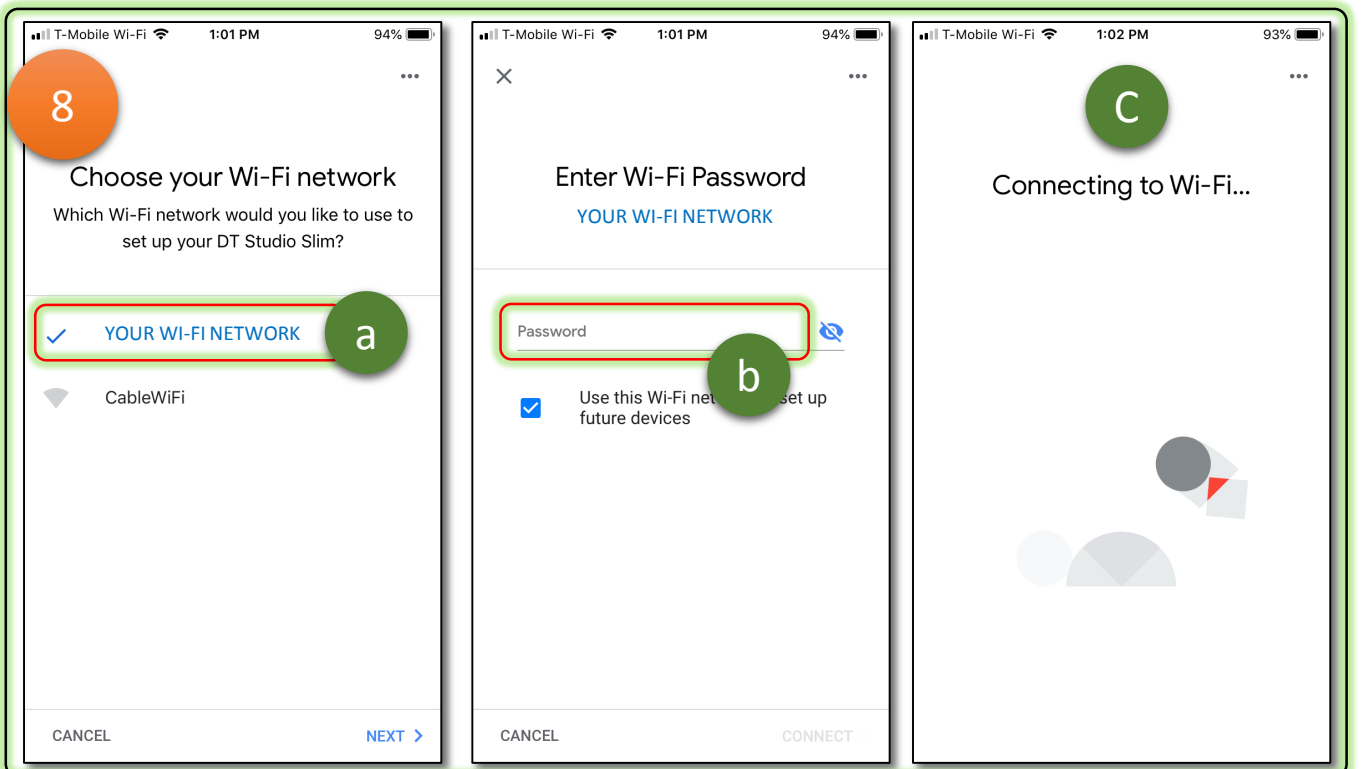 T-Mobile Wi-Fi 1:01 PM 94%
8
Choose your Wi-Fi network
Which Wi-Fi network would you like to use to
set up your DT Studio Slim?
YOUR WI-FI NETWORK
a
CableWiFi
CANCEL NEXT
T-Mobile Wi-Fi 1:01 PM 94%
Enter Wi-Fi Password
YOUR WI-FI NETWORK
Password
b
Use this Wi-Fi set up
future devices
CANCEL CONNECT
T-Mobile Wi-Fi 1:02 PM 93%
C
Connecting to Wi-Fi...